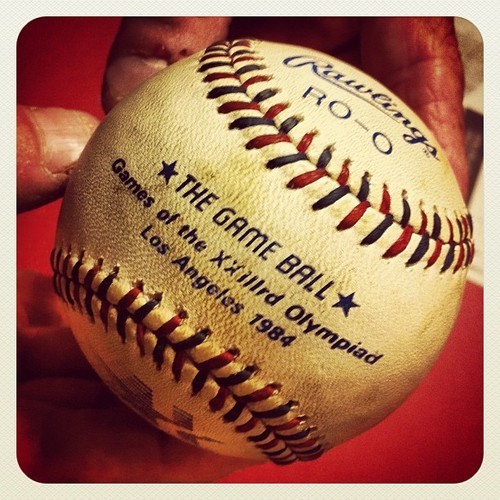 Rawlings
RO-O
★ THE GAME BALL ★
Games of the XXIIIrd Olympiad
Los Angeles 1984